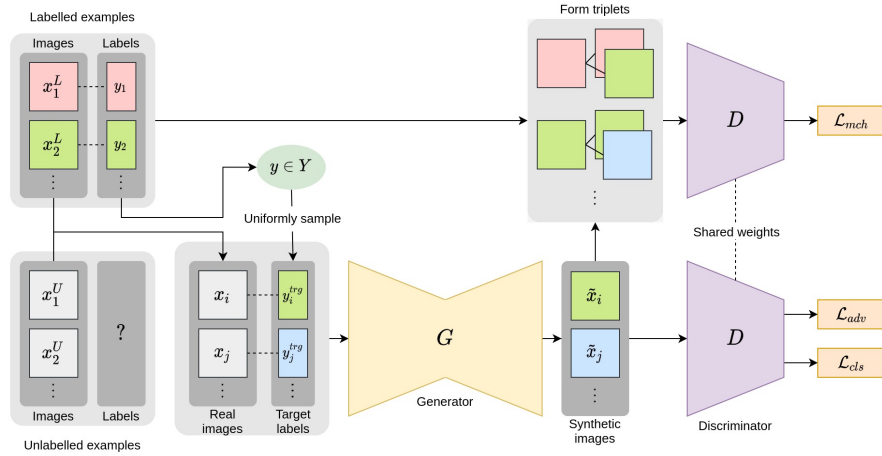 Labelled examples
Images
Labels
x_1^L
y_1
x_2^L
y_2
⋮
⋮
y ∈ Y
Uniformly sample
Form triplets
⋮
D
ℒ_mch
Shared weights
x_1^U
x_2^U
⋮
?
Images
Labels
Unlabelled examples
x_i
y_i^trg
x_j
y_j^trg
⋮
⋮
Real
images
Target
labels
G
Generator
x̃_i
x̃_j
⋮
Synthetic
images
D
Discriminator
ℒ_adv
ℒ_cls